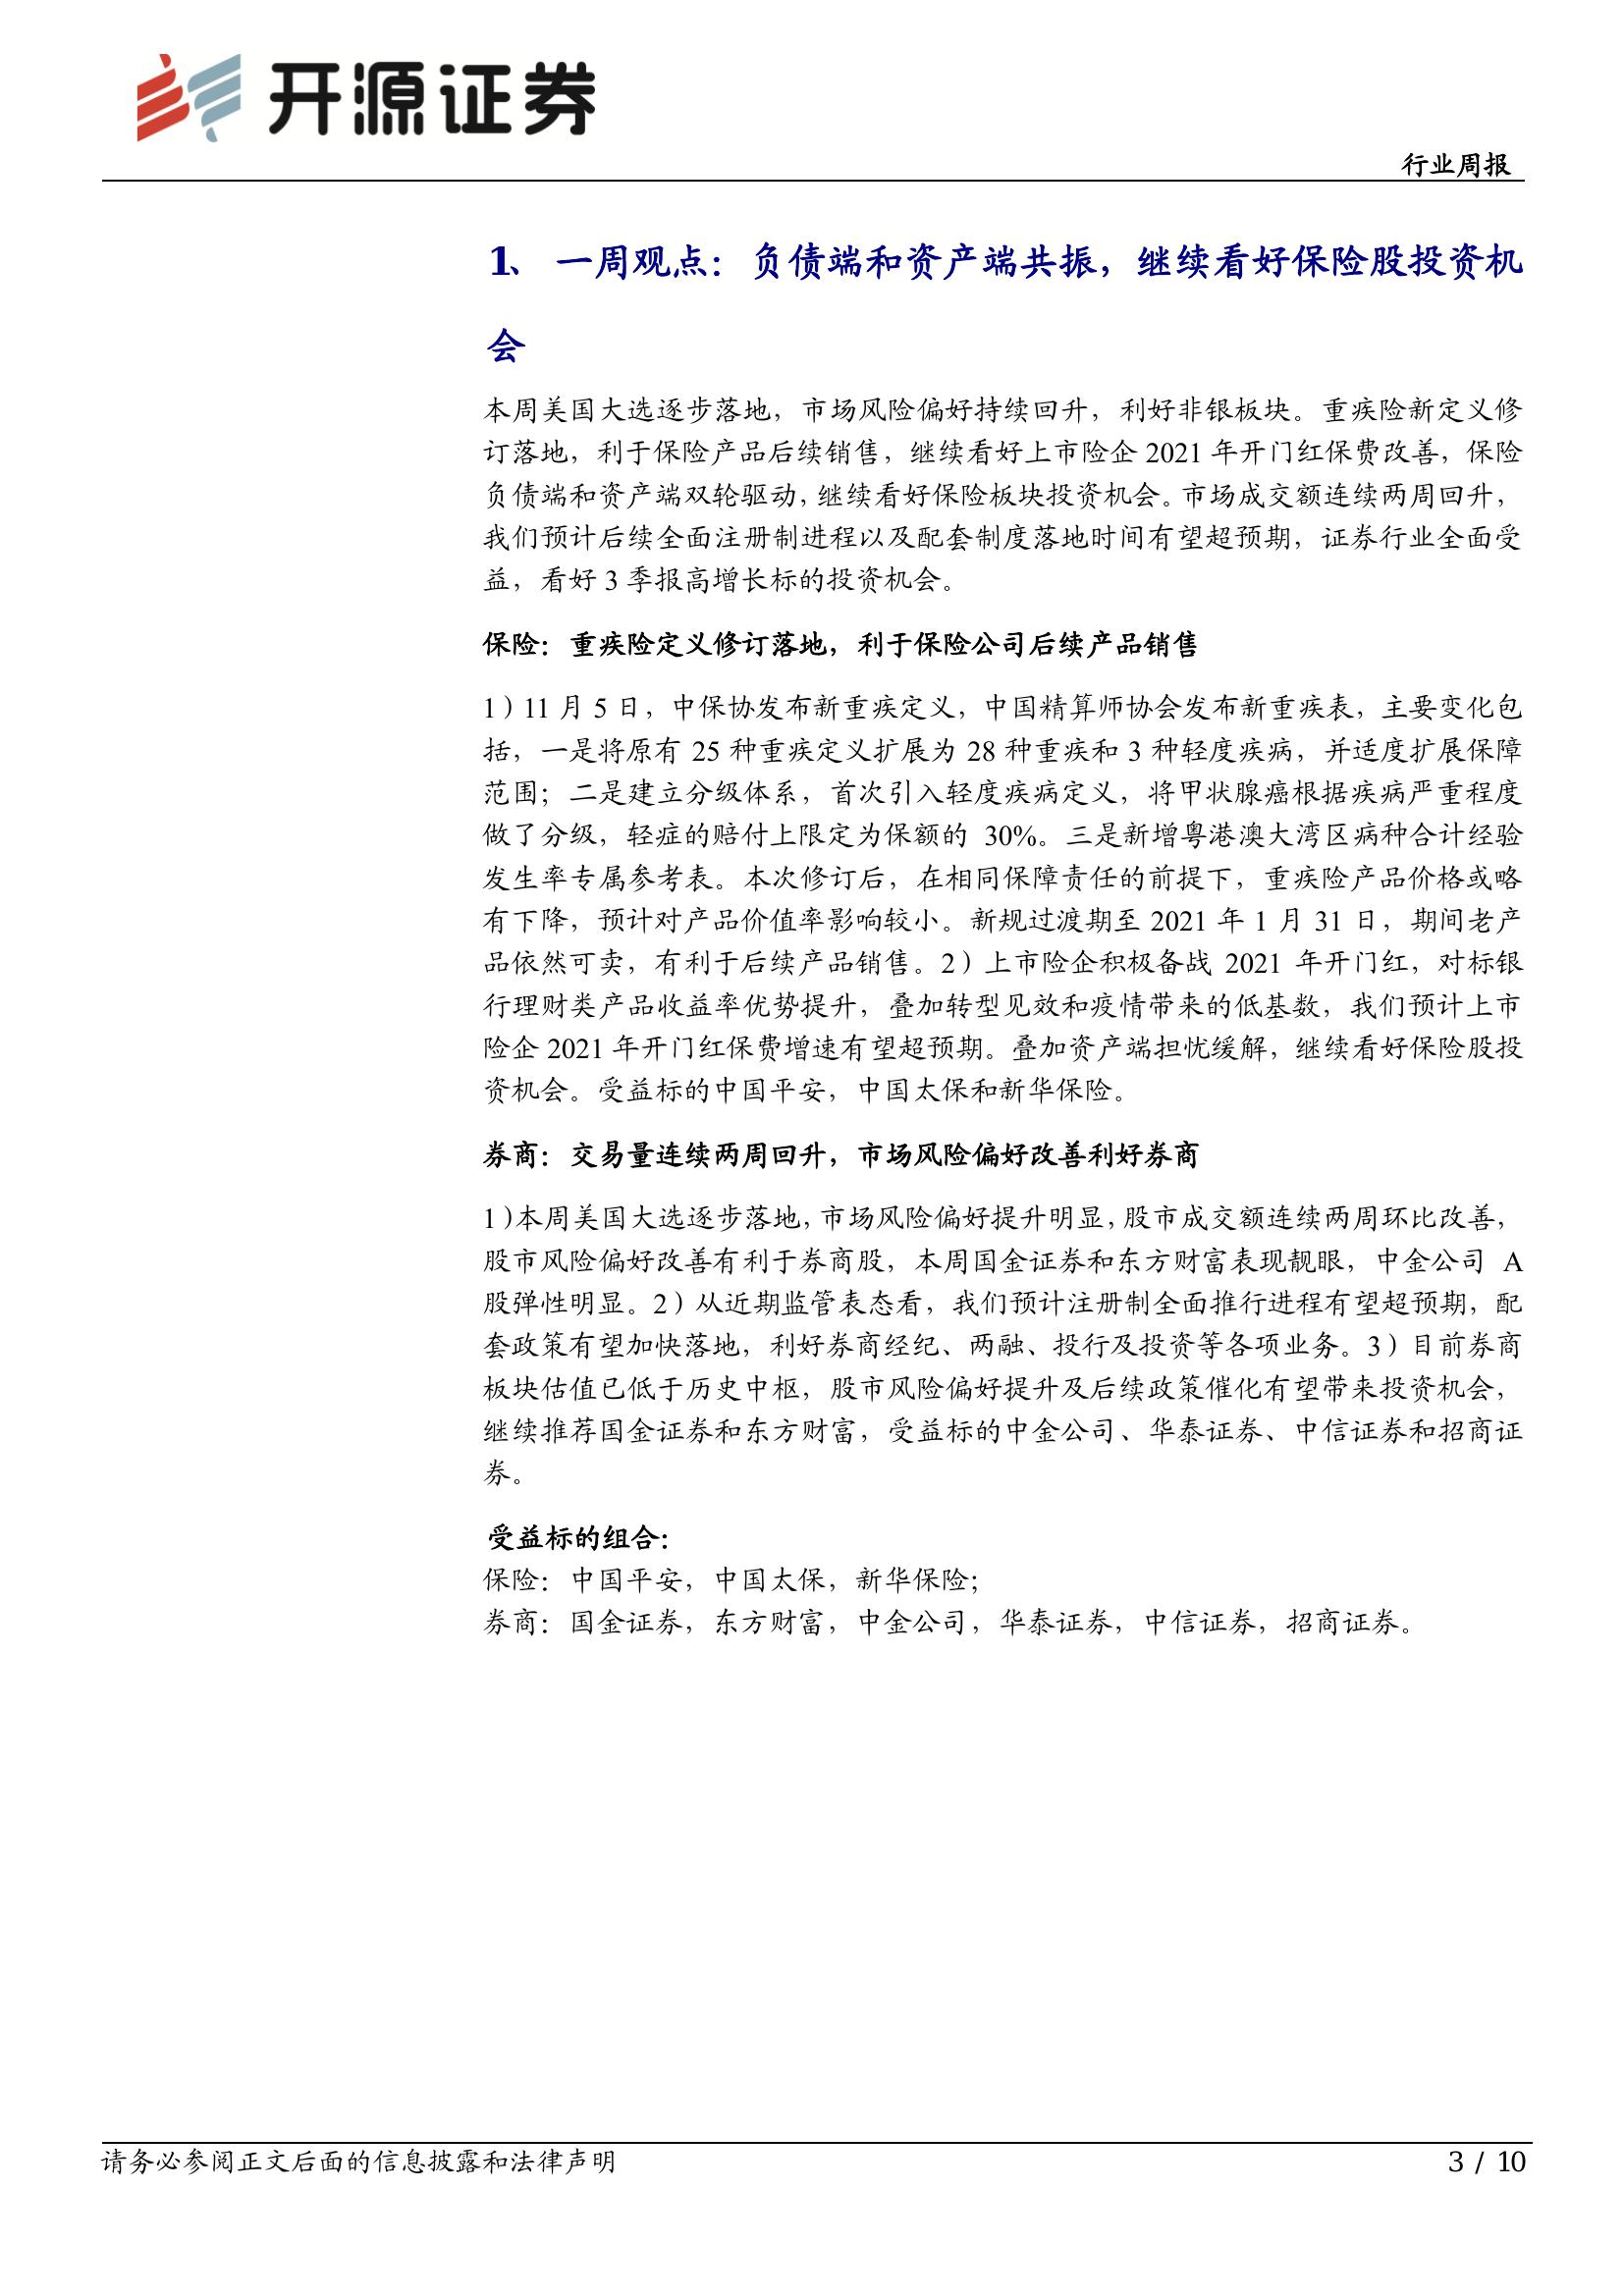 开源证券
行业周报
1、 一周观点：负债端和资产端共振，继续看好保险股投资机
会
本周美国大选逐步落地，市场风险偏好持续回升，利好非银板块。重疾险新定义修
订落地，利于保险产品后续销售，继续看好上市险企 2021 年开门红保费改善，保险
负债端和资产端双轮驱动，继续看好保险板块投资机会。市场成交额连续两周回升，
我们预计后续全面注册制进程以及配套制度落地时间有望超预期，证券行业全面受
益，看好 3 季报高增长标的投资机会。
保险：重疾险定义修订落地，利于保险公司后续产品销售
1）11 月 5 日，中保协发布新重疾定义，中国精算师协会发布新重疾表，主要变化包
括，一是将原有 25 种重疾定义扩展为 28 种重疾和 3 种轻度疾病，并适度扩展保障
范围；二是建立分级体系，首次引入轻度疾病定义，将甲状腺癌根据疾病严重程度
做了分级，轻症的赔付上限定为保额的 30%。三是新增粤港澳大湾区病种合计经验
发生率专属参考表。本次修订后，在相同保障责任的前提下，重疾险产品价格或略
有下降，预计对产品价值率影响较小。新规过渡期至 2021 年 1 月 31 日，期间老产
品依然可卖，有利于后续产品销售。2）上市险企积极备战 2021 年开门红，对标银
行理财类产品收益率优势提升，叠加转型见效和疫情带来的低基数，我们预计上市
险企 2021 年开门红保费增速有望超预期。叠加资产端担忧缓解，继续看好保险股投
资机会。受益标的中国平安，中国太保和新华保险。
券商：交易量连续两周回升，市场风险偏好改善利好券商
1）本周美国大选逐步落地，市场风险偏好提升明显，股市成交额连续两周环比改善，
股市风险偏好改善有利于券商股，本周国金证券和东方财富表现靓眼，中金公司 A
股弹性明显。2）从近期监管表态看，我们预计注册制全面推行进程有望超预期，配
套政策有望加快落地，利好券商经纪、两融、投行及投资等各项业务。3）目前券商
板块估值已低于历史中枢，股市风险偏好提升及后续政策催化有望带来投资机会，
继续推荐国金证券和东方财富，受益标的中金公司、华泰证券、中信证券和招商证
券。
受益标的组合：
保险：中国平安，中国太保，新华保险；
券商：国金证券，东方财富，中金公司，华泰证券，中信证券，招商证券。
请务必参阅正文后面的信息披露和法律声明
3 / 10